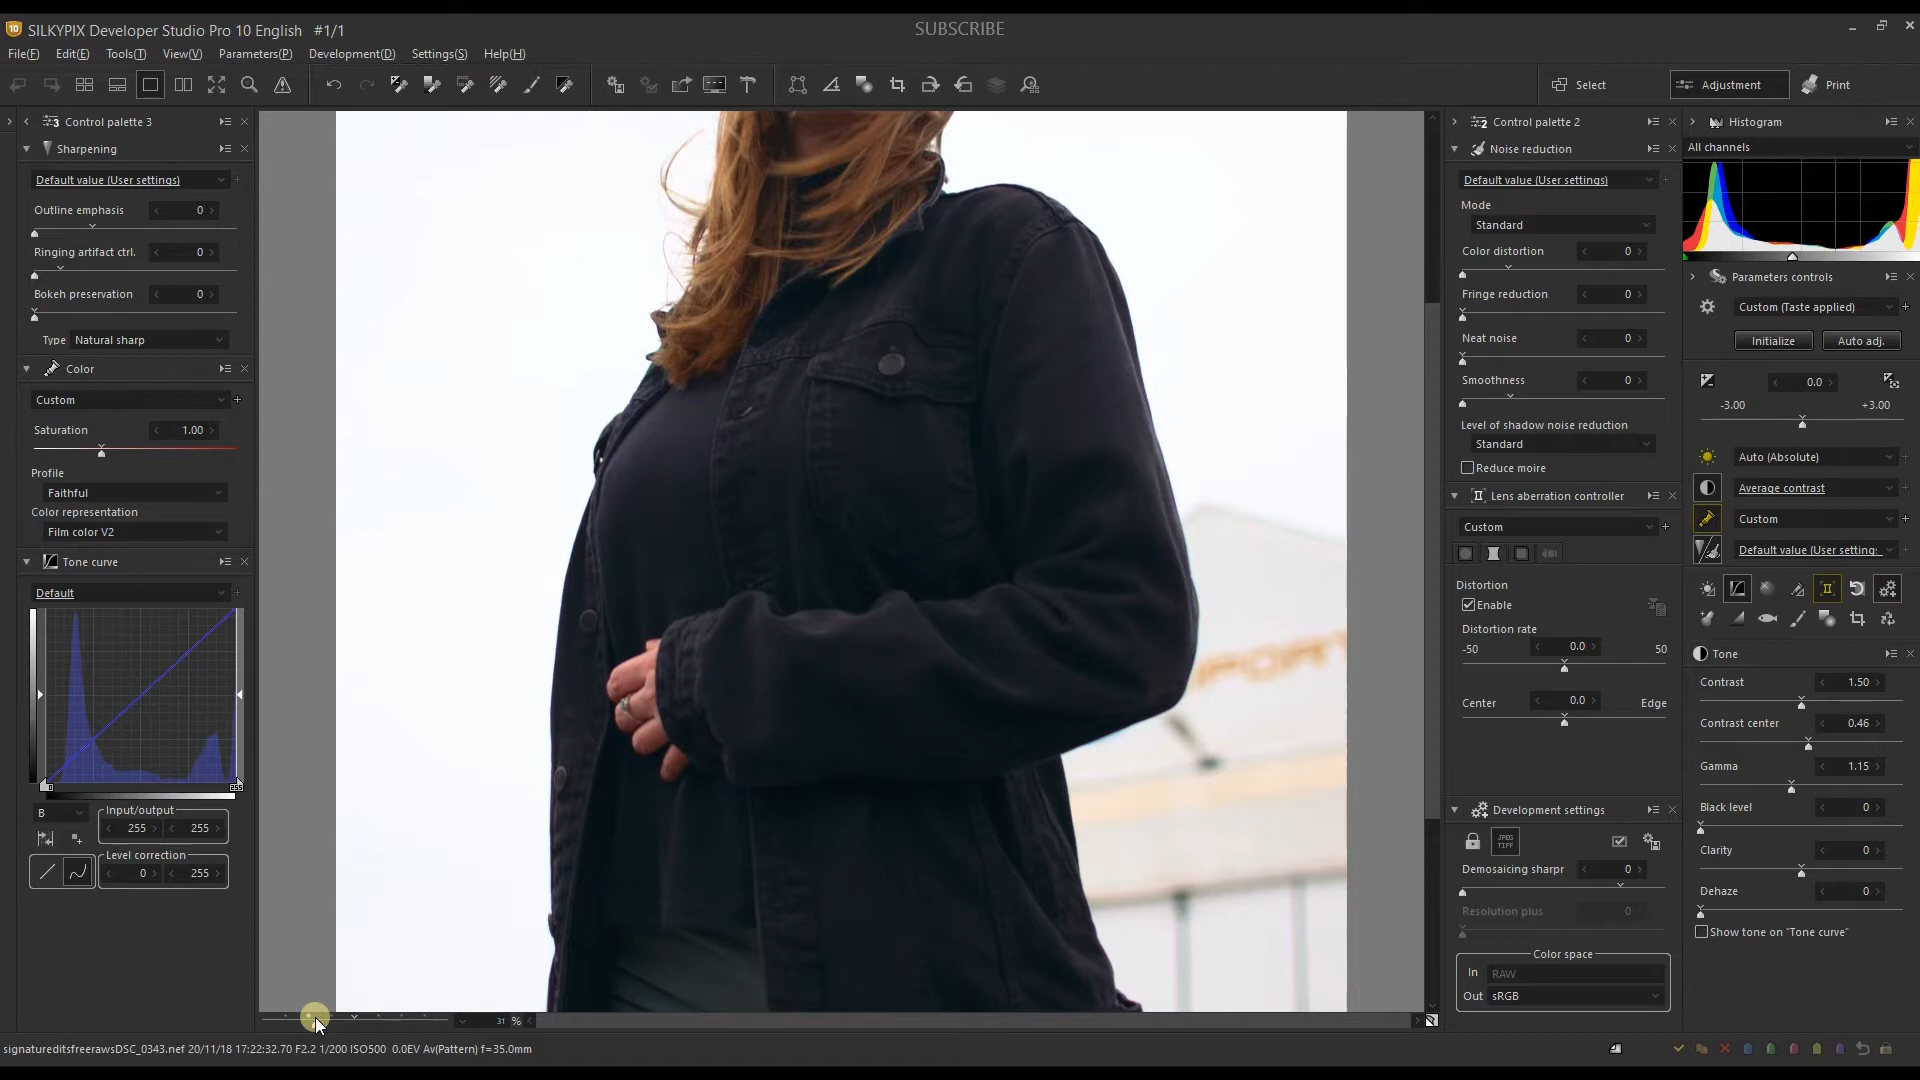 SILKYPIX Developer Studio Pro 10 English #1/1
SUBSCRIBE
File(F) Edit(E) Tools(T) View(V) Parameters(P) Development(D) Settings(S) Help(H)
Select
Adjustment
Print
Control palette 3
Sharpening
Default value (User settings)
Outline emphasis 0
Ringing artifact ctrl. 0
Bokeh preservation 0
Type Natural sharp
Color
Custom
Saturation 1.00
Profile
Faithful
Color representation
Film color V2
Tone curve
Default
0 255
B
Input/output
255 255
Level correction
0 255
PORT
31 %
Control palette 2
Noise reduction
Default value (User settings)
Mode
Standard
Color distortion 0
Fringe reduction 0
Neat noise 0
Smoothness 0
Level of shadow noise reduction
Standard
Reduce moire
Lens aberration controller
Custom
Distortion
Enable
Distortion rate
-50 0.0 50
Center 0.0 Edge
Development settings
JPEG
TIFF
Demosaicing sharpr 0
Resolution plus 0
Color space
In RAW
Out sRGB
Histogram
All channels
Parameters controls
Custom (Taste applied)
Initialize Auto adj.
0.0
-3.00 +3.00
Auto (Absolute)
Average contrast
Custom
Default value (User setting:
Tone
Contrast 1.50
Contrast center 0.46
Gamma 1.15
Black level 0
Clarity 0
Dehaze 0
Show tone on "Tone curve"
signatureditsfreerawsDSC_0343.nef 20/11/18 17:22:32.70 F2.2 1/200 ISO500 0.0EV Av(Pattern) f=35.0mm